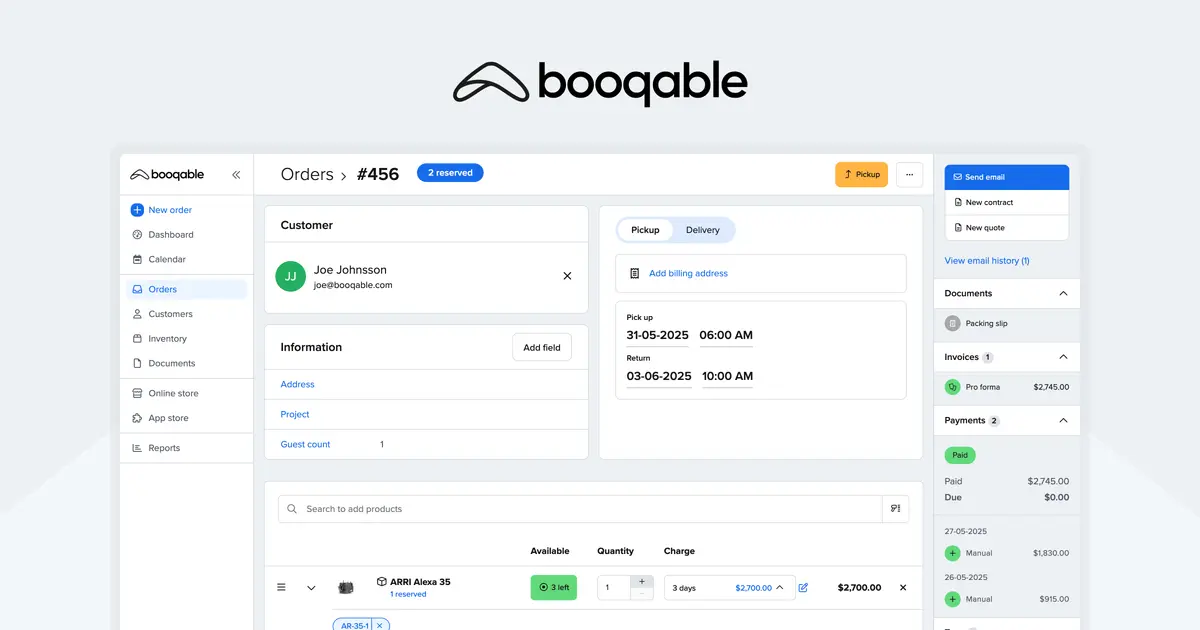 booqable
booqable
New order
Dashboard
Calendar
Orders
Customers
Inventory
Documents
Online store
App store
Reports
Orders > #456
2 reserved
Pickup
Customer
JJ
Joe Johnsson
joe@booqable.com
Information
Add field
Address
Project
Guest count 1
Pickup Delivery
Add billing address
Pick up
31-05-2025 06:00 AM
Return
03-06-2025 10:00 AM
Search to add products
Available Quantity Charge
ARRI Alexa 35
1 reserved
3 left
1
3 days $2,700.00
$2,700.00
AR-35-1
Send email
New contract
New quote
View email history (1)
Documents
Packing slip
Invoices 1
Pro forma $2,745.00
Payments 2
Paid
Paid $2,745.00
Due $0.00
27-05-2025
Manual $1,830.00
26-05-2025
Manual $915.00